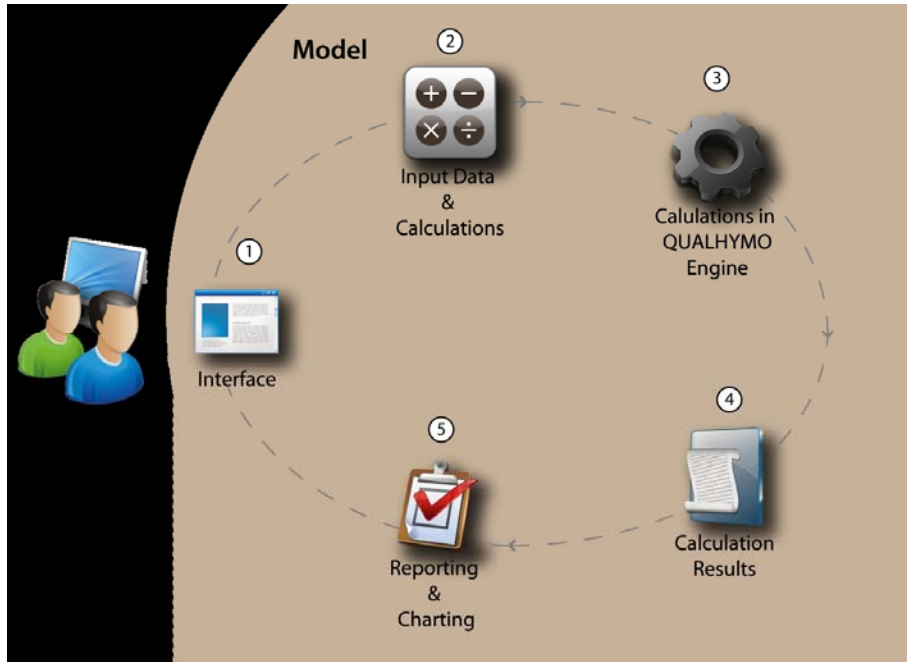 Model
1
Interface
2
Input Data
&
Calculations
3
Calulations in
QUALHYMO
Engine
4
Calculation
Results
5
Reporting
&
Charting